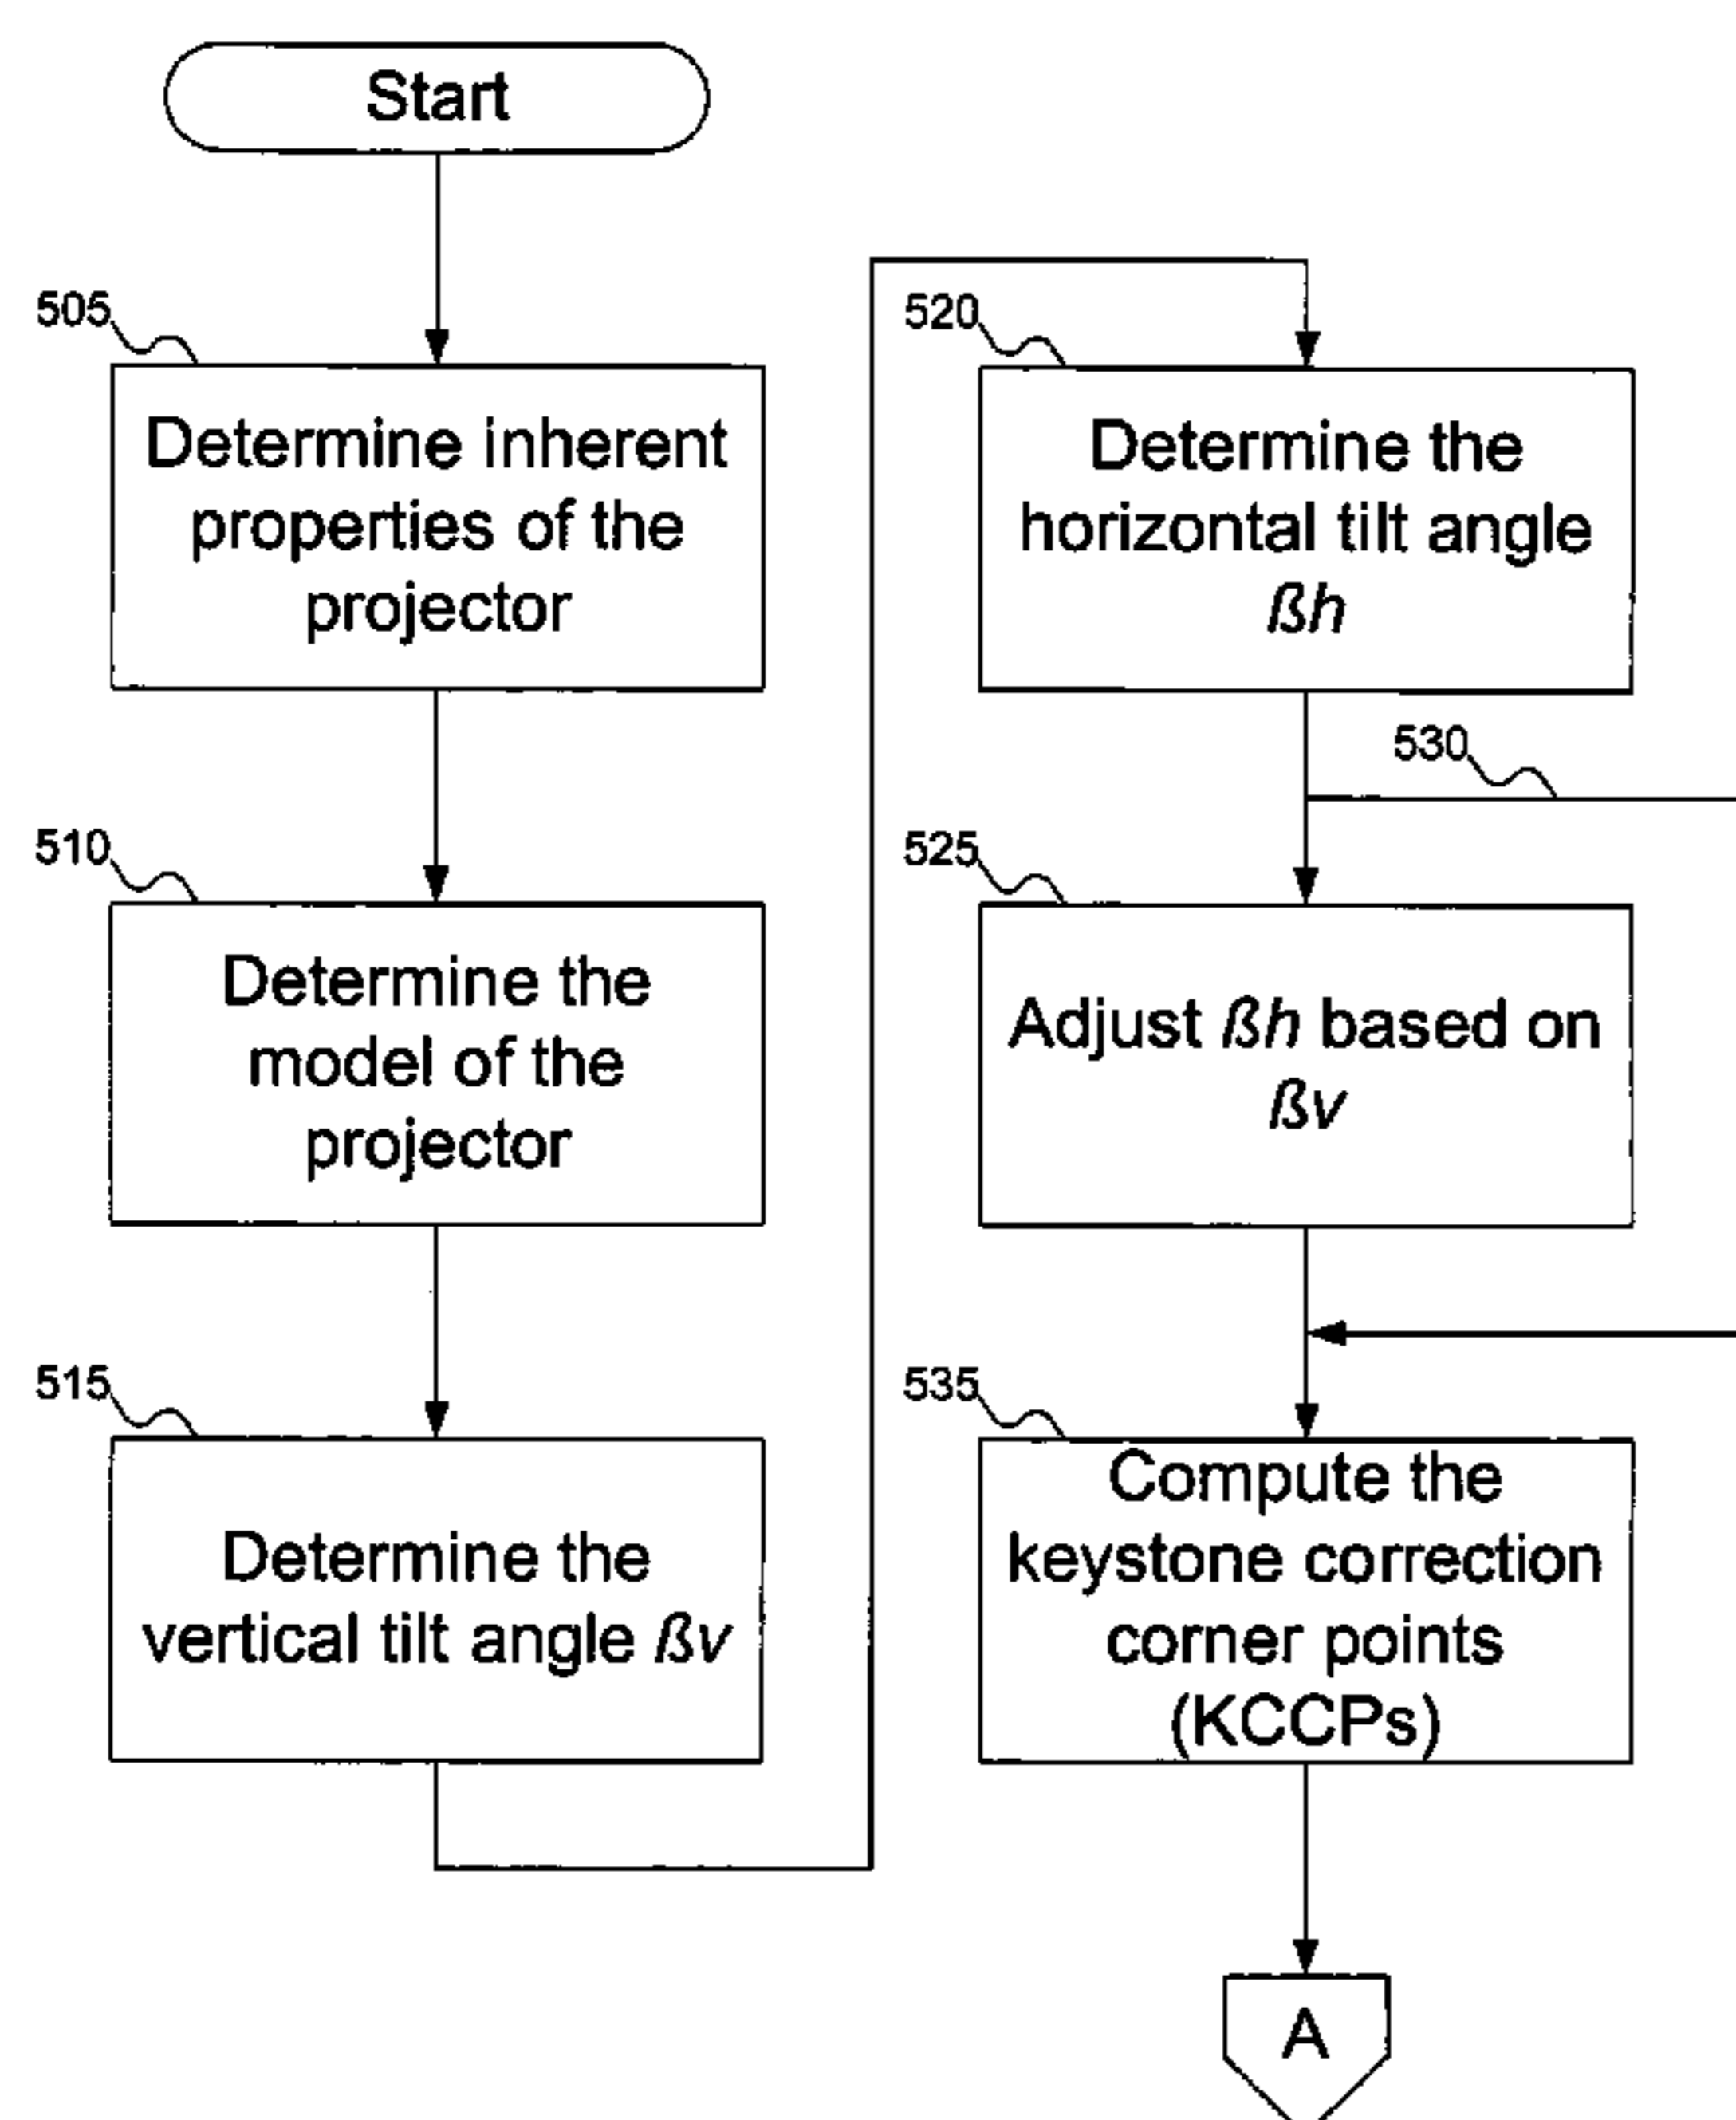 Start
505
Determine inherent
properties of the
projector
510
Determine the
model of the
projector
515
Determine the
vertical tilt angle ßv
520
Determine the
horizontal tilt angle
ßh
530
525
Adjust ßh based on
ßv
535
Compute the
keystone correction
corner points
(KCCPs)
A